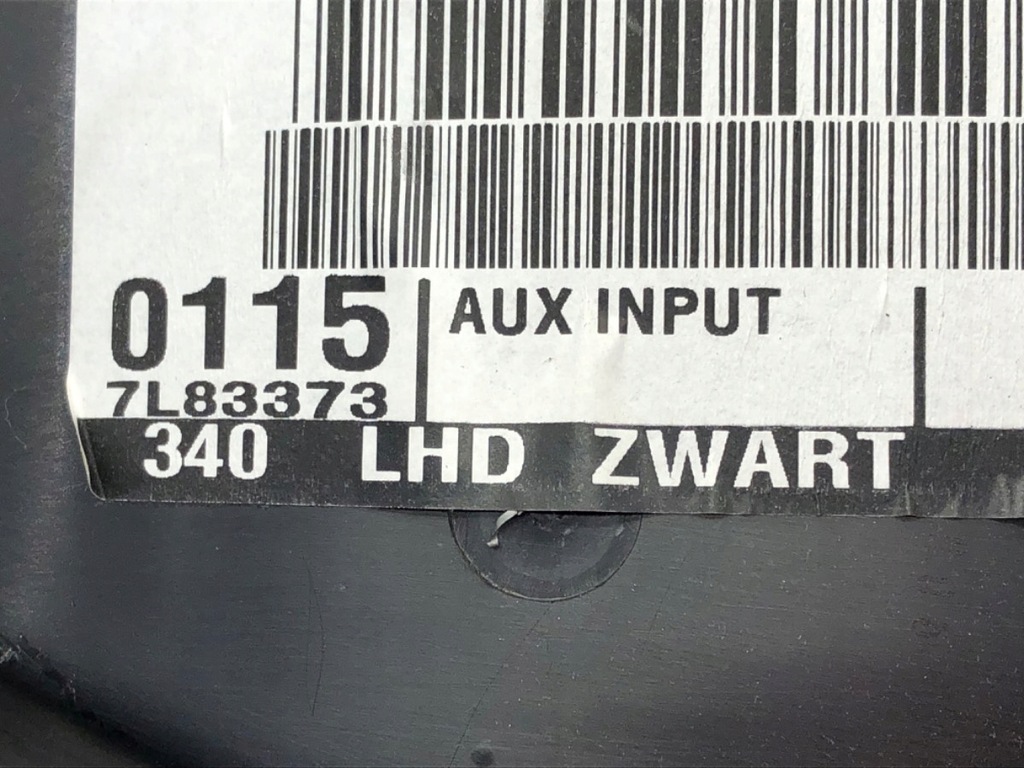 0115
AUX INPUT
7L83373
340 LHD ZWART